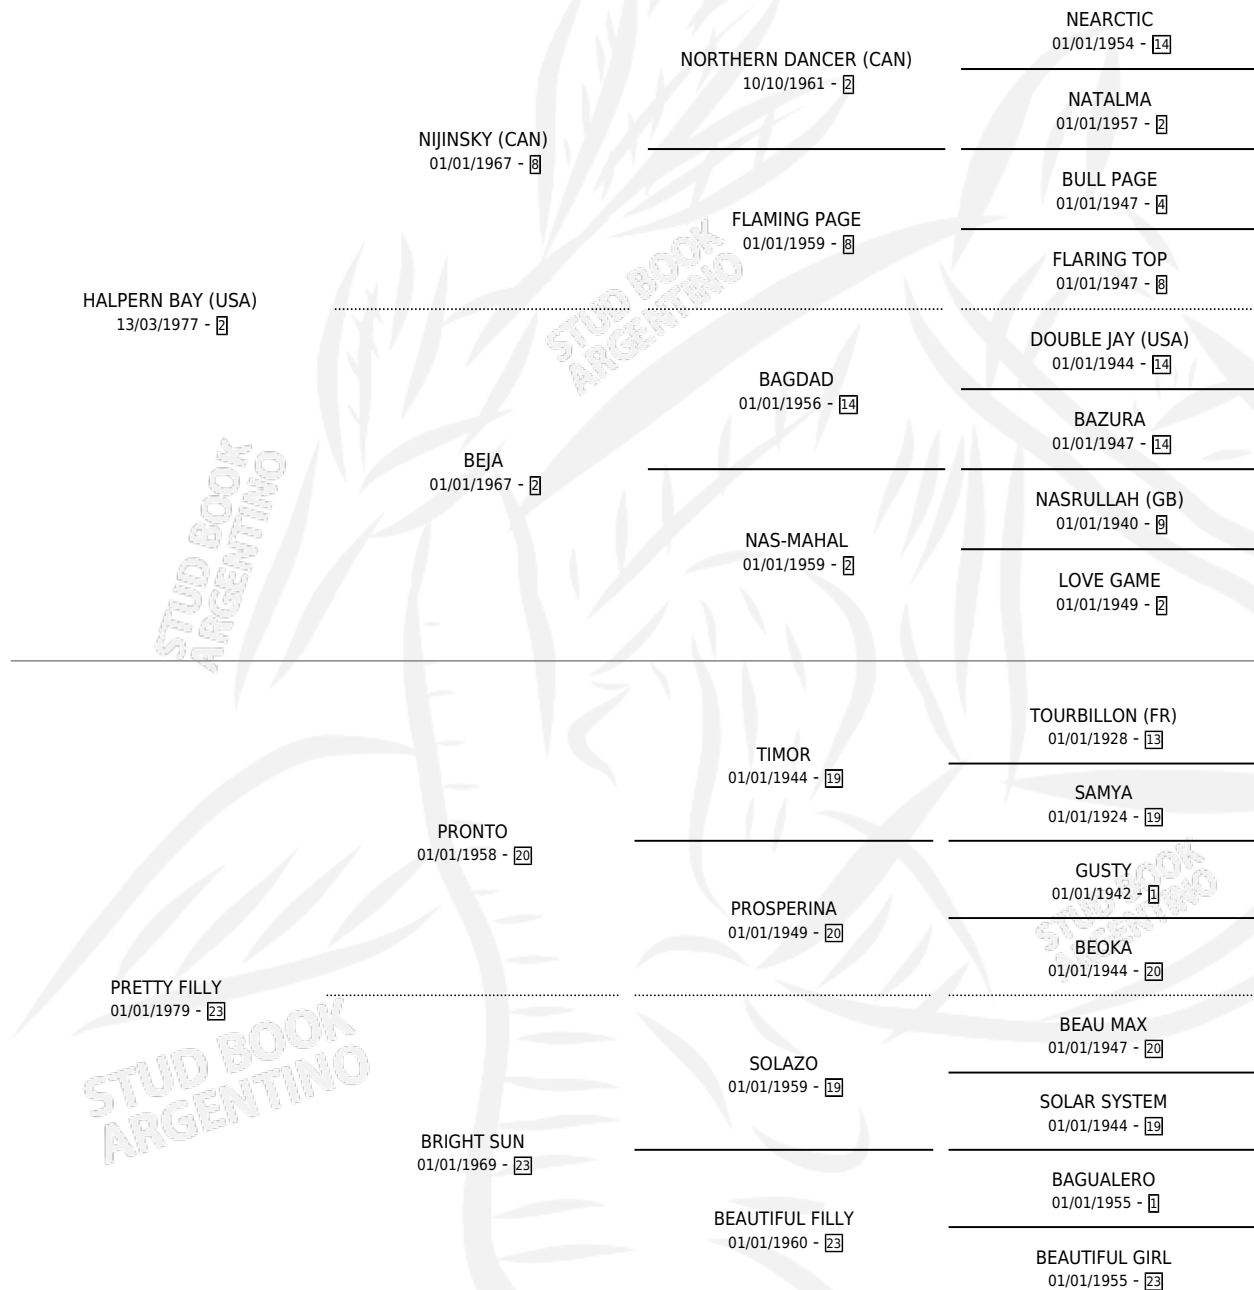 NEARCTIC
01/01/1954 - 14
NORTHERN DANCER (CAN)
10/10/1961 - 2
NATALMA
01/01/1957 - 2
NIJINSKY (CAN)
01/01/1967 - 8
BULL PAGE
01/01/1947 - 4
FLAMING PAGE
01/01/1959 - 8
FLARING TOP
01/01/1947 - 8
HALPERN BAY (USA)
13/03/1977 - 2
DOUBLE JAY (USA)
01/01/1944 - 14
BAGDAD
01/01/1956 - 14
BAZURA
01/01/1947 - 14
BEJA
01/01/1967 - 2
NASRULLAH (GB)
01/01/1940 - 9
NAS-MAHAL
01/01/1959 - 2
LOVE GAME
01/01/1949 - 2
TOURBILLON (FR)
01/01/1928 - 13
TIMOR
01/01/1944 - 19
SAMYA
01/01/1924 - 19
PRONTO
01/01/1958 - 20
GUSTY
01/01/1942 - 1
PROSPERINA
01/01/1949 - 20
BEOKA
01/01/1944 - 20
PRETTY FILLY
01/01/1979 - 23
BEAU MAX
01/01/1947 - 20
SOLAZO
01/01/1959 - 19
SOLAR SYSTEM
01/01/1944 - 19
BRIGHT SUN
01/01/1969 - 23
BAGUALERO
01/01/1955 - 1
BEAUTIFUL FILLY
01/01/1960 - 23
BEAUTIFUL GIRL
01/01/1955 - 23
STUD BOOK
ARGENTINO
STUD BOOK
ARGENTINO
STUD BOOK
ARGENTINO
STUD BOOK
ARGENTINO